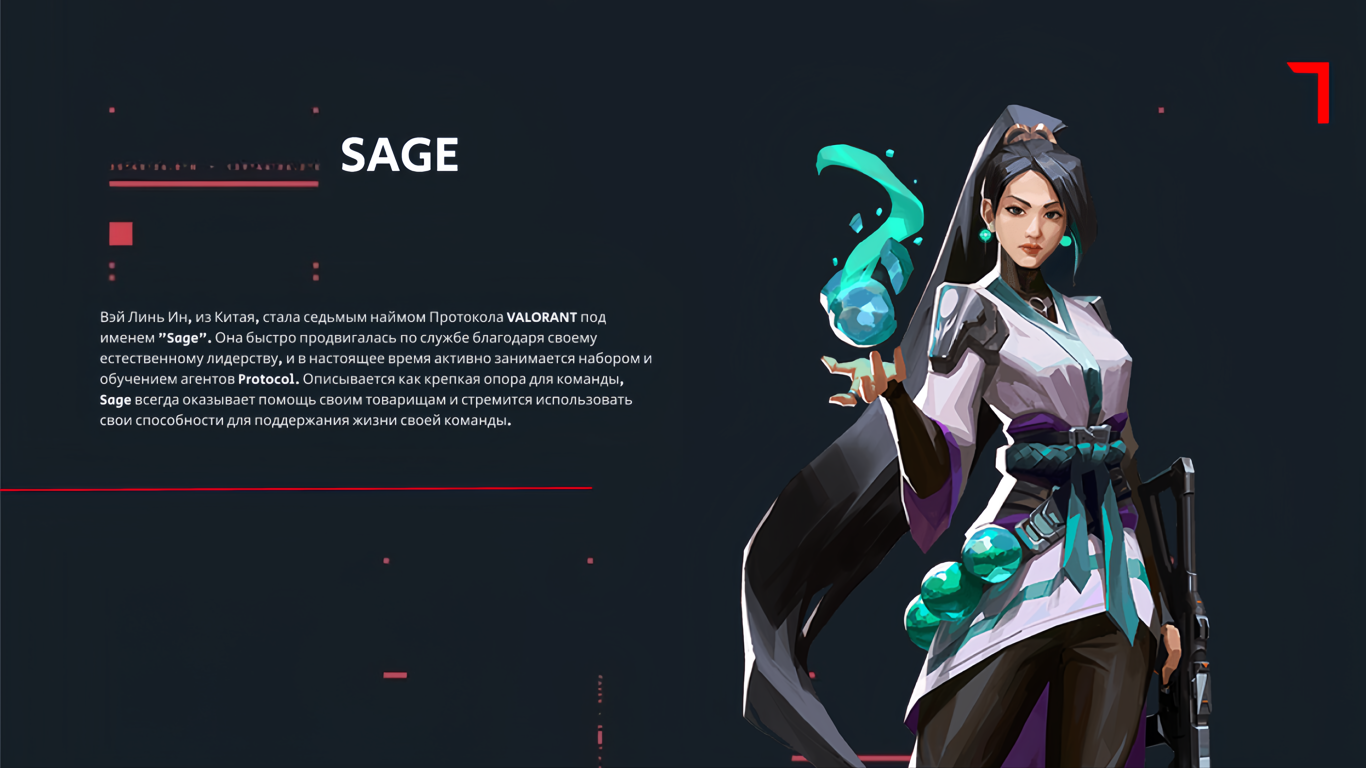 SAGE
Вэй Линь Ин, из Китая, стала седьмым наймом Протокола VALORANT под
именем ”Sage”. Она быстро продвигалась по службе благодаря своему
естественному лидерству, и в настоящее время активно занимается набором и
обучением агентов Protocol. Описывается как крепкая опора для команды,
Sage всегда оказывает помощь своим товарищам и стремится использовать
свои способности для поддержания жизни своей команды.